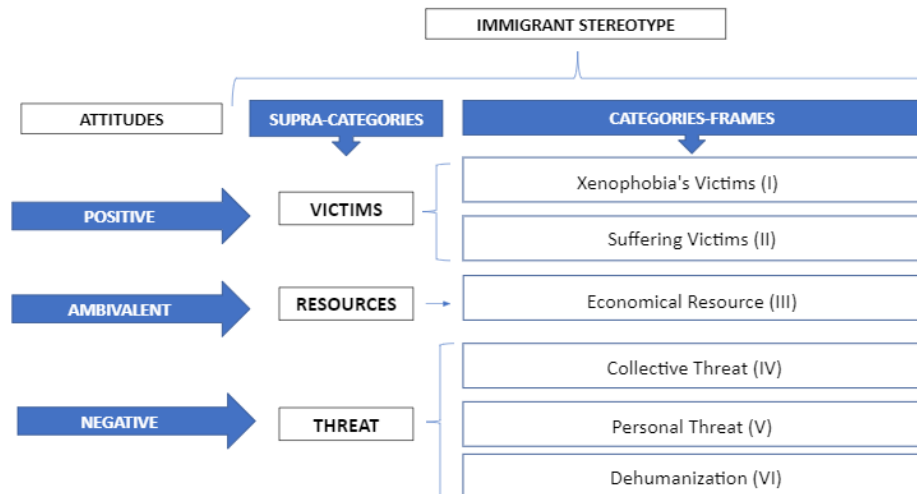 IMMIGRANT STEREOTYPE
ATTITUDES
SUPRA-CATEGORIES
CATEGORIES-FRAMES
POSITIVE
VICTIMS
Xenophobia's Victims (I)
Suffering Victims (II)
AMBIVALENT
RESOURCES
Economical Resource (III)
NEGATIVE
THREAT
Collective Threat (IV)
Personal Threat (V)
Dehumanization (VI)